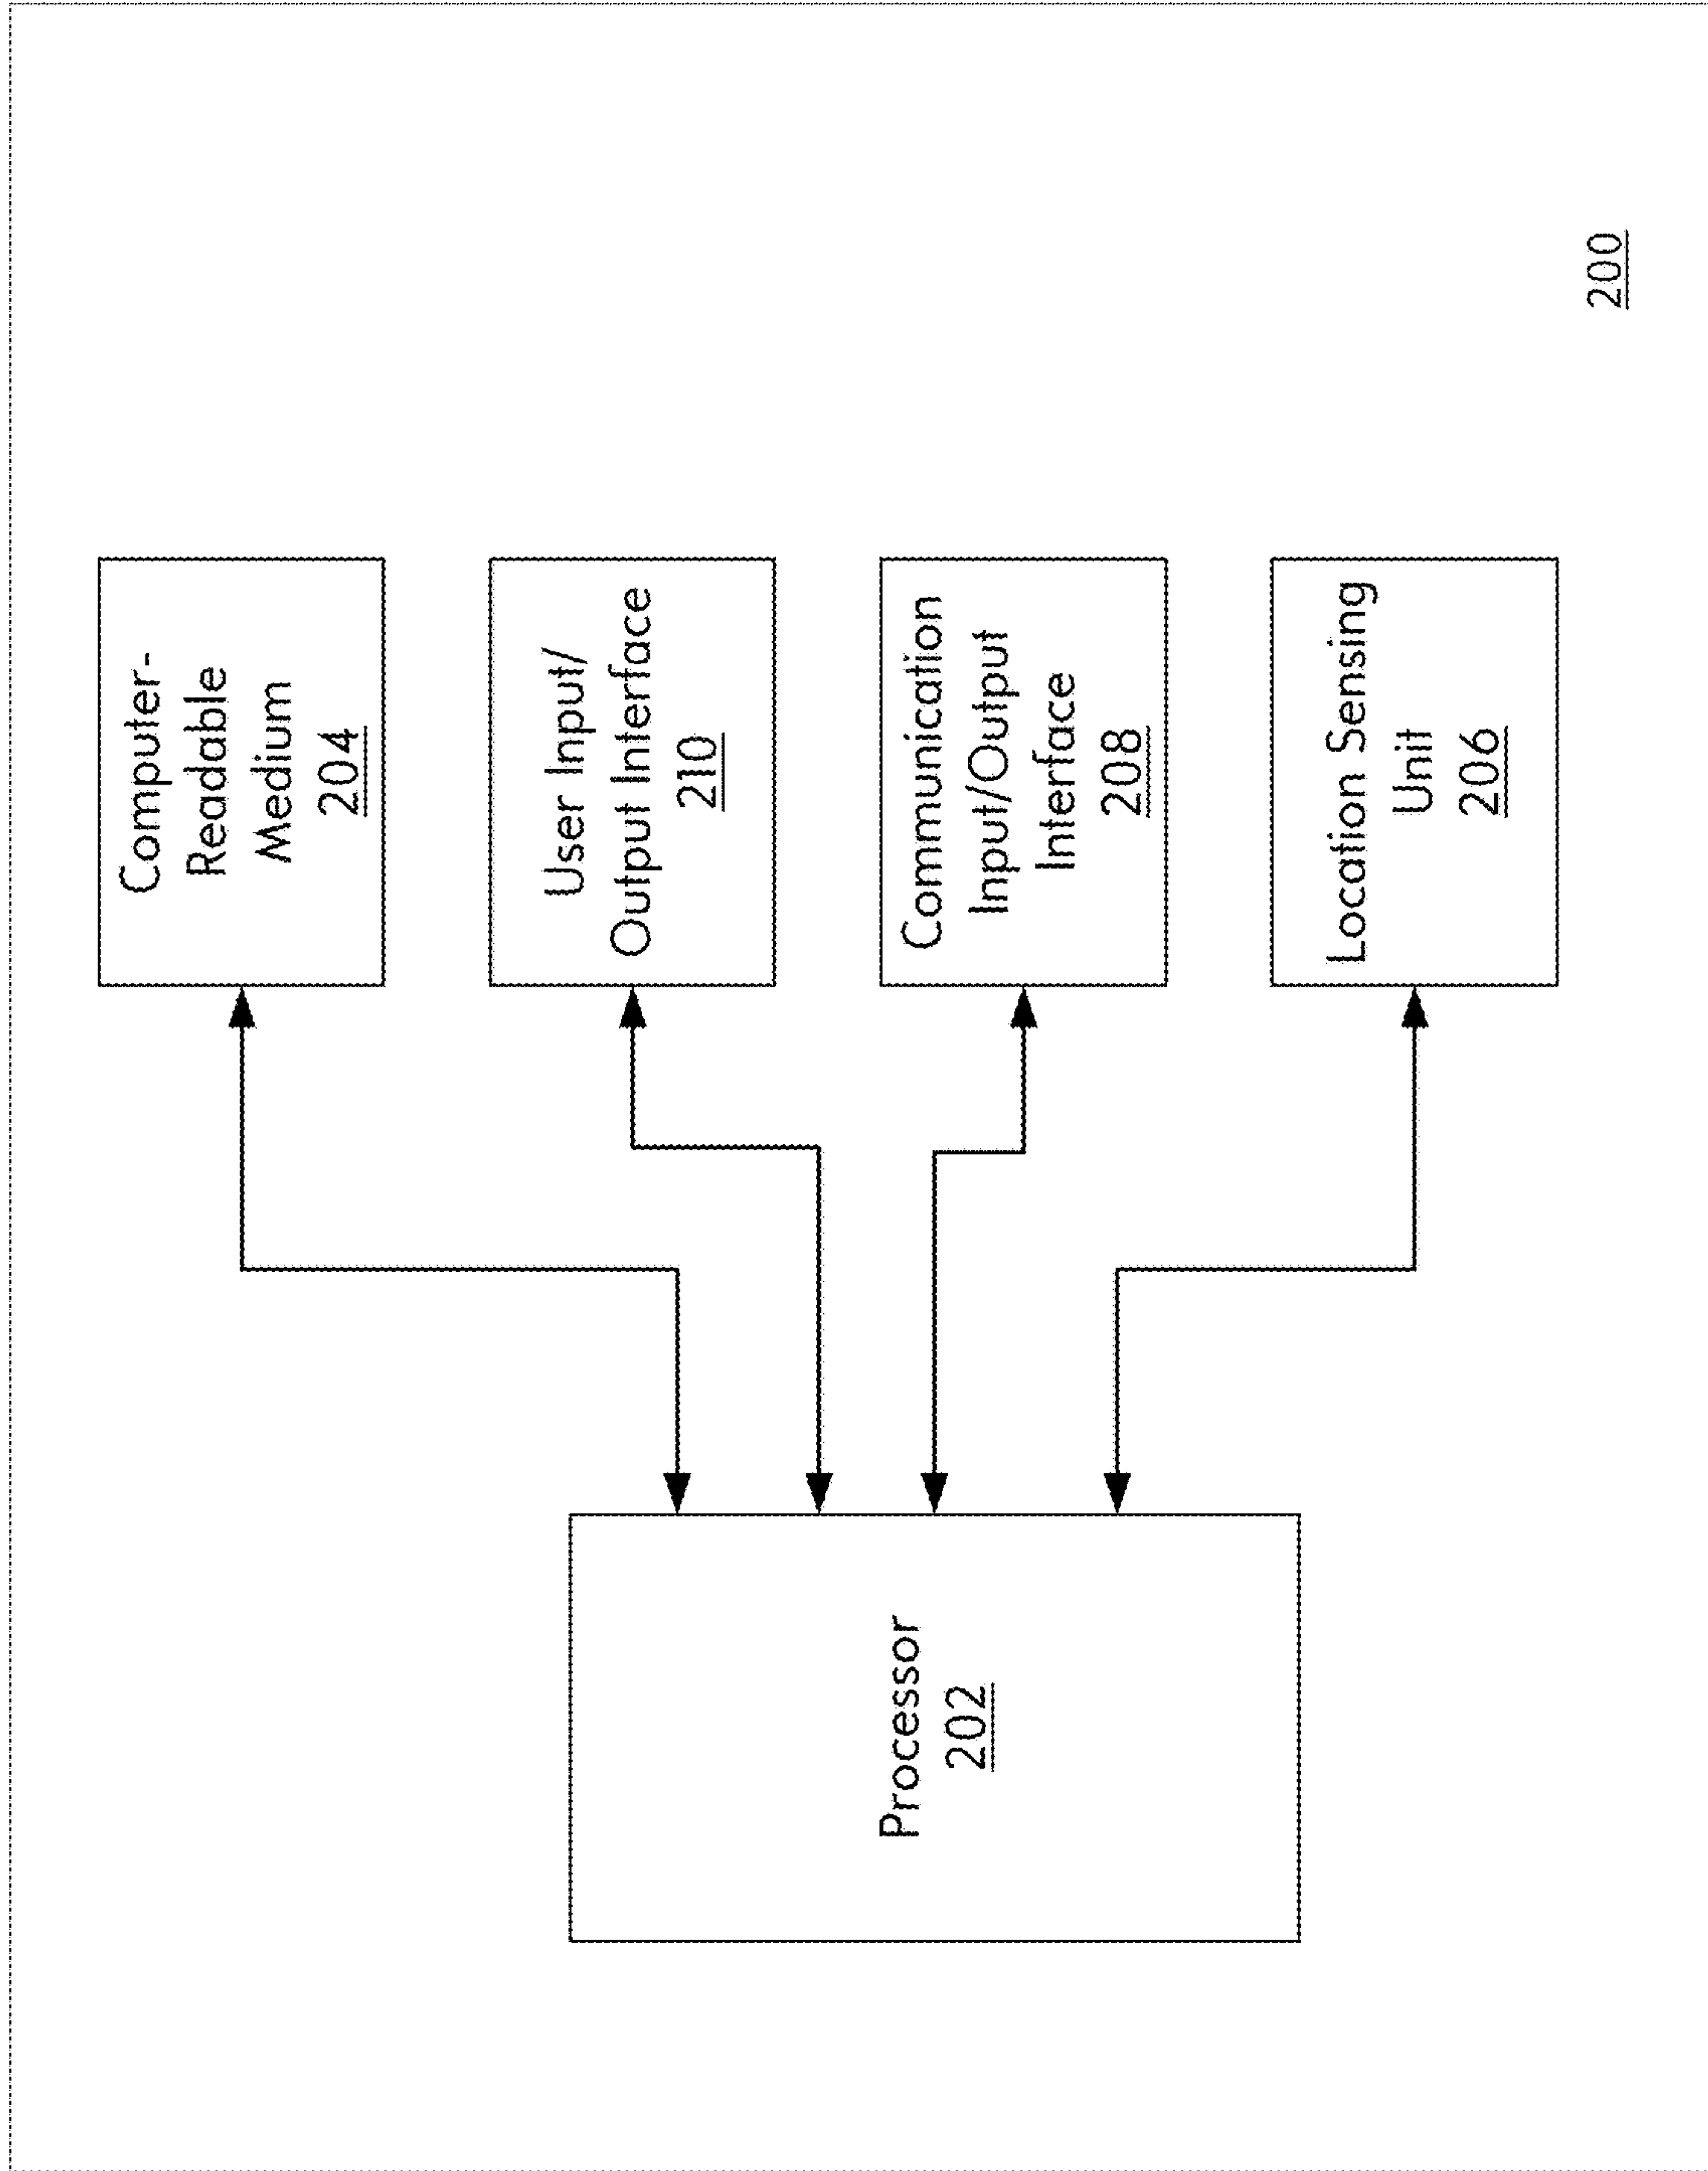 Computer-
Readable
Medium
204
User Input/
Output Interface
210
Communication
Input/Output
Interface
208
Location Sensing
Unit
206
Processor
202
200